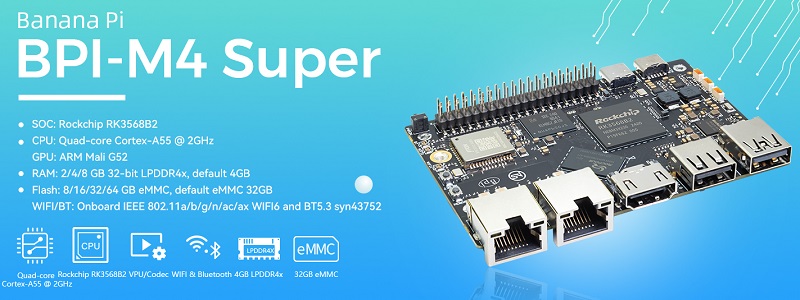 Banana Pi
BPI-M4 Super
SOC: Rockchip RK3568B2
CPU: Quad-core Cortex-A55 @ 2GHz
GPU: ARM Mali G52
RAM: 2/4/8 GB 32-bit LPDDR4x, default 4GB
Flash: 8/16/32/64 GB eMMC, default eMMC 32GB
WIFI/BT: Onboard IEEE 802.11a/b/g/n/ac/ax WIFI6 and BT5.3 syn43752
CPU
LPDDR4X
eMMC
Quad-core
Cortex-A55 @ 2GHz
Rockchip RK3568B2
VPU/Codec
WIFI & Bluetooth
4GB LPDDR4x
32GB eMMC
Rockchip
RK3568B2